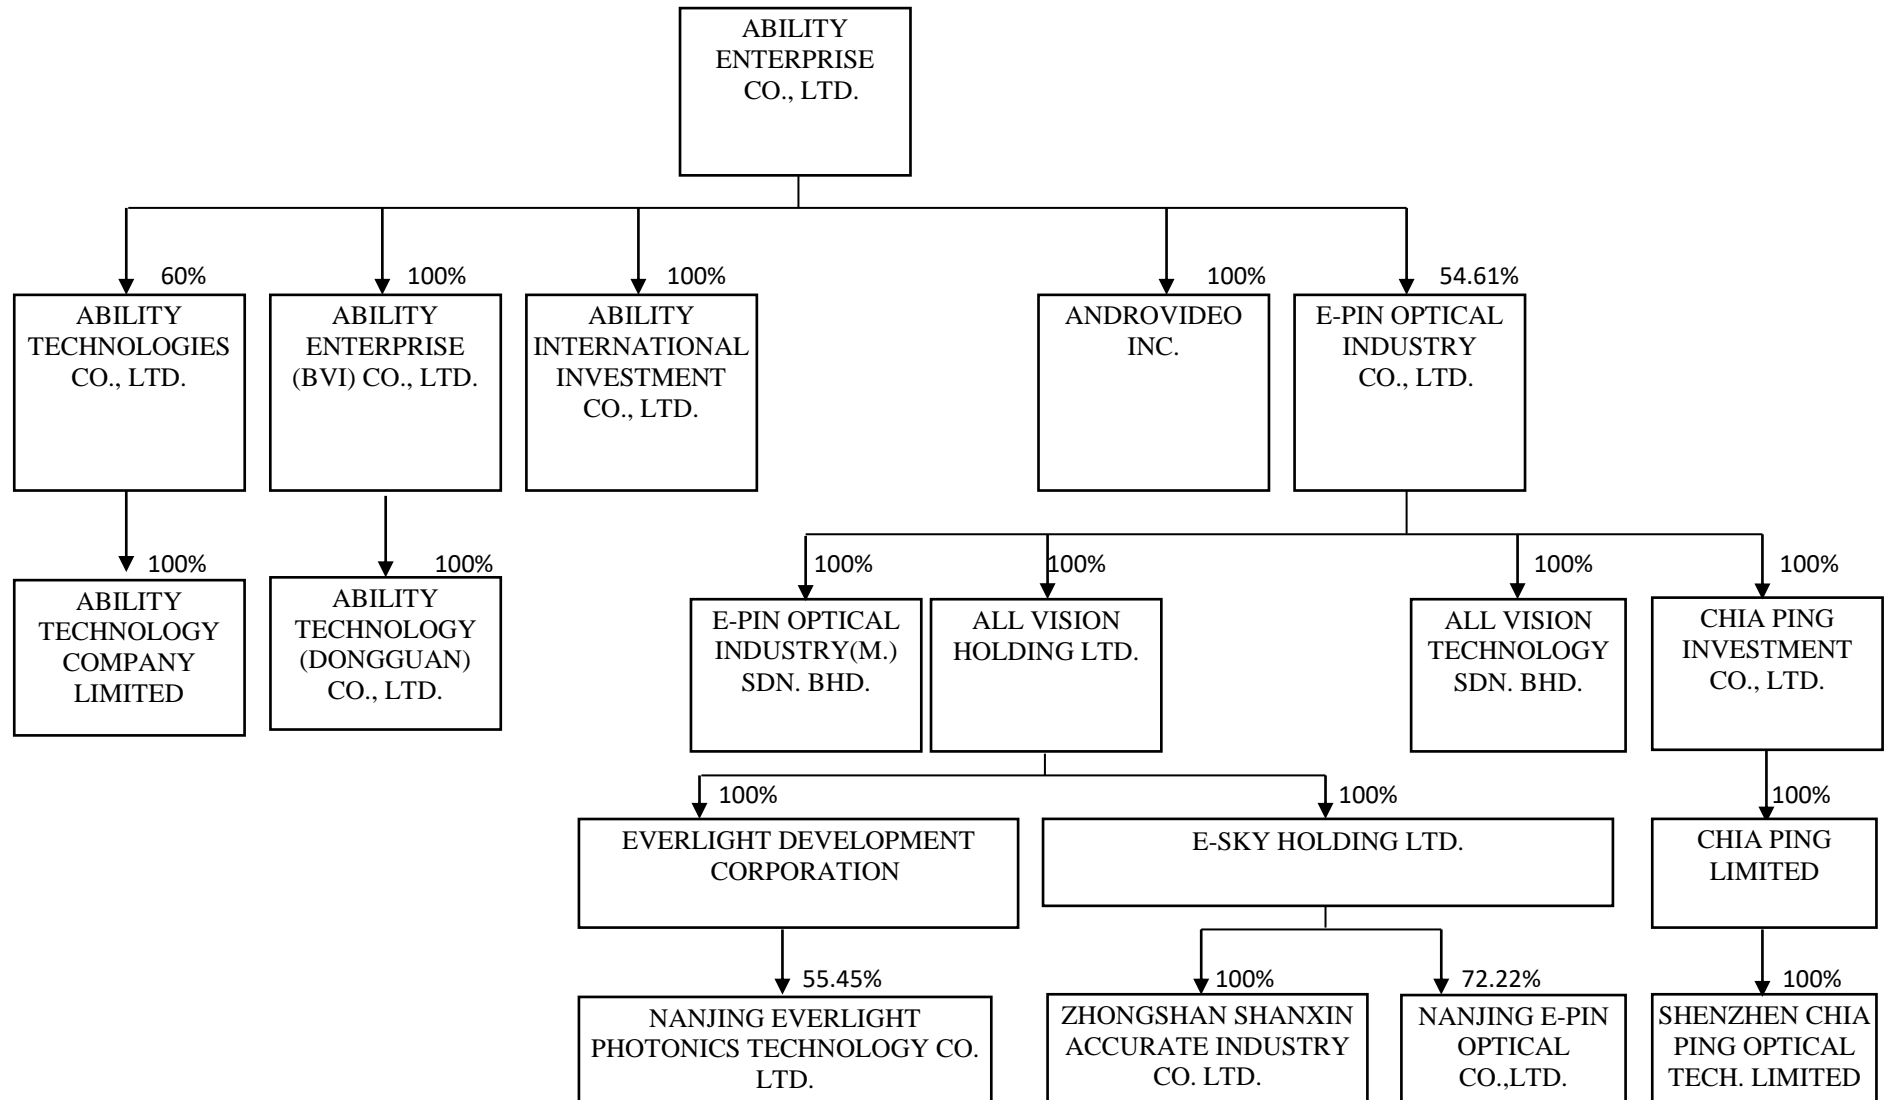 ABILITY
ENTERPRISE
CO., LTD.
60%
100%
100%
100%
54.61%
ABILITY
TECHNOLOGIES
CO., LTD.
ABILITY
ENTERPRISE
(BVI) CO., LTD.
ABILITY
INTERNATIONAL
INVESTMENT
CO., LTD.
ANDROVIDEO
INC.
E-PIN OPTICAL
INDUSTRY
CO., LTD.
100%
100%
100%
100%
100%
100%
ABILITY
TECHNOLOGY
COMPANY
LIMITED
ABILITY
TECHNOLOGY
(DONGGUAN)
CO., LTD.
E-PIN OPTICAL
INDUSTRY(M.)
SDN. BHD.
ALL VISION
HOLDING LTD.
ALL VISION
TECHNOLOGY
SDN. BHD.
CHIA PING
INVESTMENT
CO., LTD.
100%
100%
100%
EVERLIGHT DEVELOPMENT
CORPORATION
E-SKY HOLDING LTD.
CHIA PING
LIMITED
55.45%
100%
72.22%
100%
NANJING EVERLIGHT
PHOTONICS TECHNOLOGY CO.
LTD.
ZHONGSHAN SHANXIN
ACCURATE INDUSTRY
CO. LTD.
NANJING E-PIN
OPTICAL
CO.,LTD.
SHENZHEN CHIA
PING OPTICAL
TECH. LIMITED